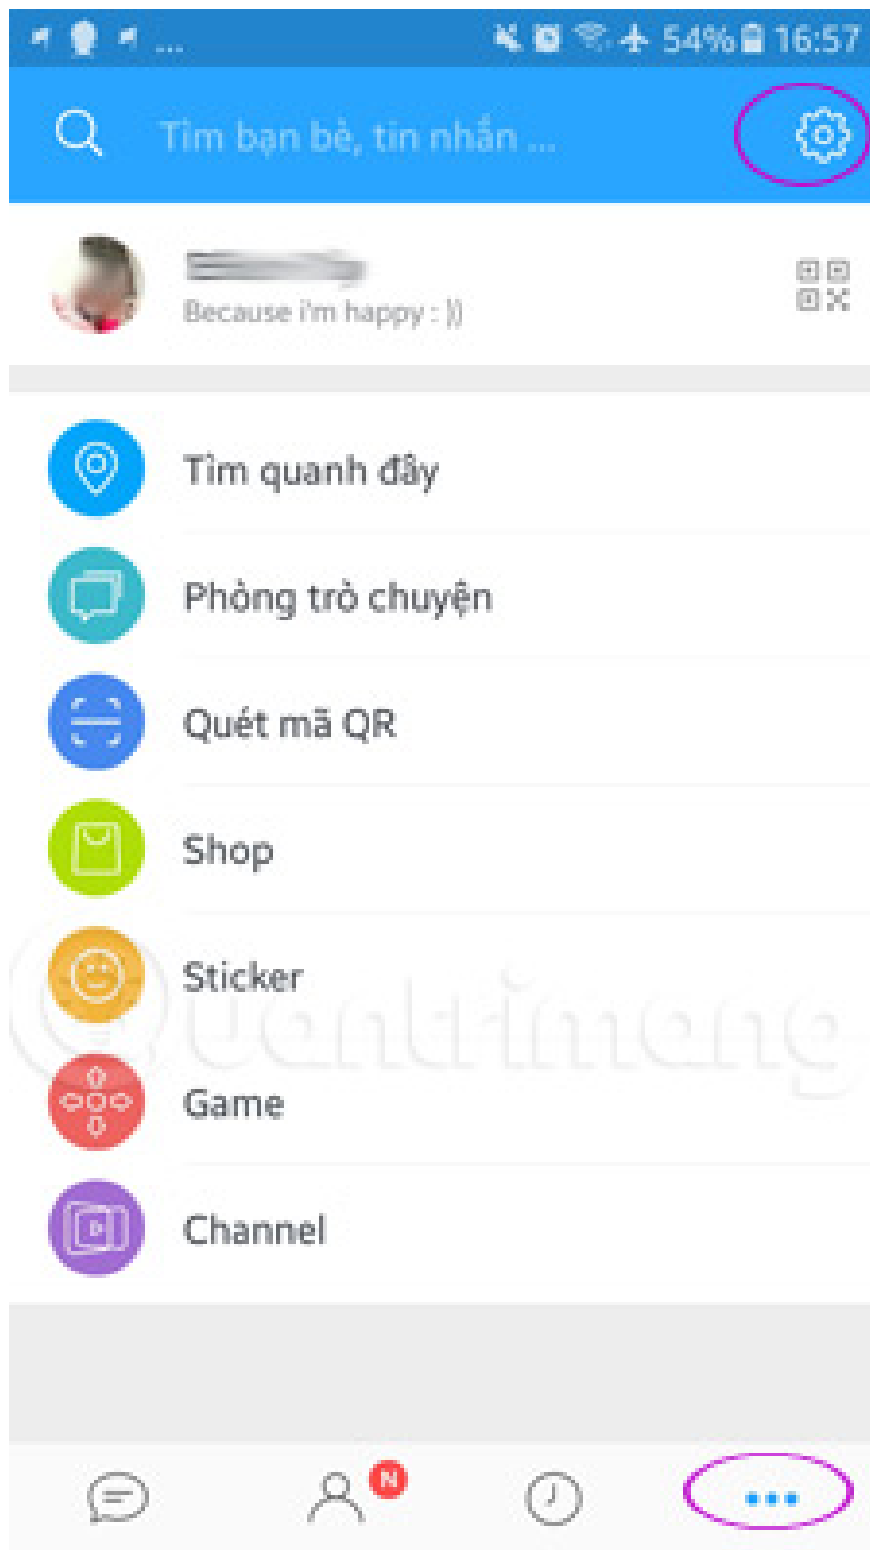 ... 54% 16:57
Tìm bạn bè, tin nhắn ...
Because i'm happy : ))
Tìm quanh đây
Phòng trò chuyện
Quét mã QR
Shop
Sticker
Quantrimang
Game
Channel
N